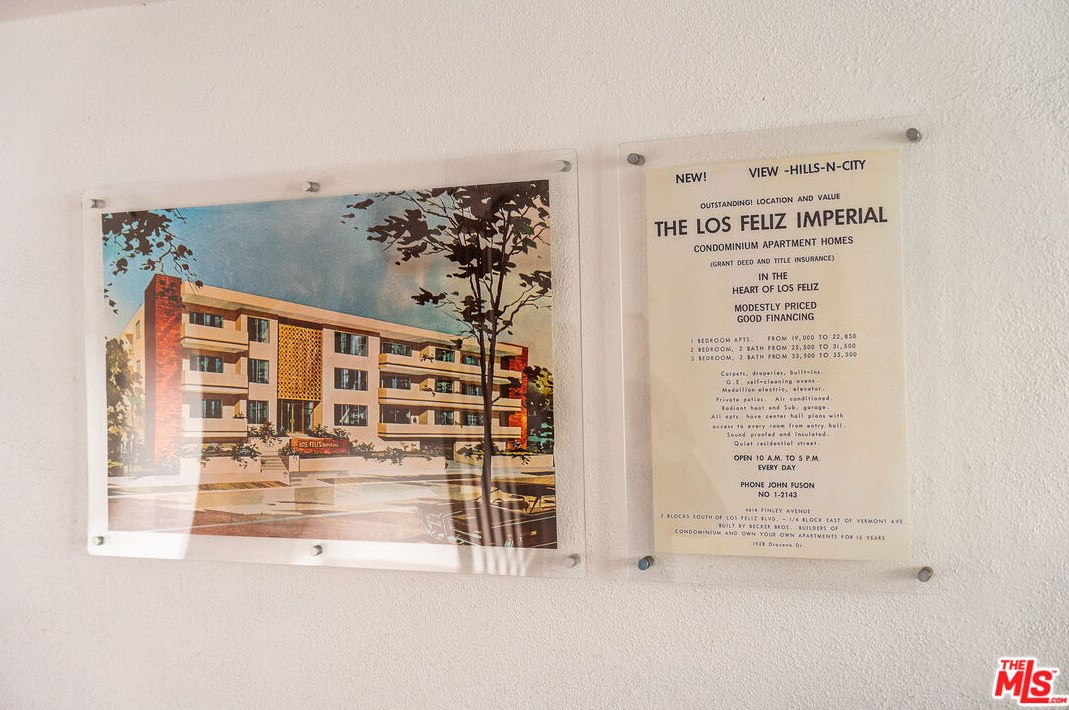 LOS FELIZ IMPERIAL
NEW! VIEW -HILLS-N-CITY
OUTSTANDING! LOCATION AND VALUE
THE LOS FELIZ IMPERIAL
CONDOMINIUM APARTMENT HOMES
(GRANT DEED AND TITLE INSURANCE)
IN THE
HEART OF LOS FELIZ
MODESTLY PRICED
GOOD FINANCING
1 BEDROOM APTS. FROM 19,000 TO 22,850
2 BEDROOM, 2 BATH FROM 25,500 TO 31,500
3 BEDROOM, 3 BATH FROM 33,500 TO 35,500
Carpets, draperies, built-ins.
G.E. self-cleaning ovens.
Medallion electric, elevator.
Private patios. Air conditioned.
Radiant heat and Sub. garage.
All apts. have center hall plans with
access to every room from entry hall.
Sound proofed and insulated.
Quiet residential street.
OPEN 10 A.M. TO 5 P.M.
EVERY DAY
PHONE JOHN FUSON
NO 1-2143
4614 FINLEY AVENUE
2 BLOCKS SOUTH OF LOS FELIZ BLVD. - 1/4 BLOCK EAST OF VERMONT AVE.
BUILT BY BECKER BROS. BUILDERS OF
CONDOMINIUM AND OWN YOUR OWN APARTMENTS FOR 15 YEARS
1928 Dracena Dr.
THE
MLS
.COM